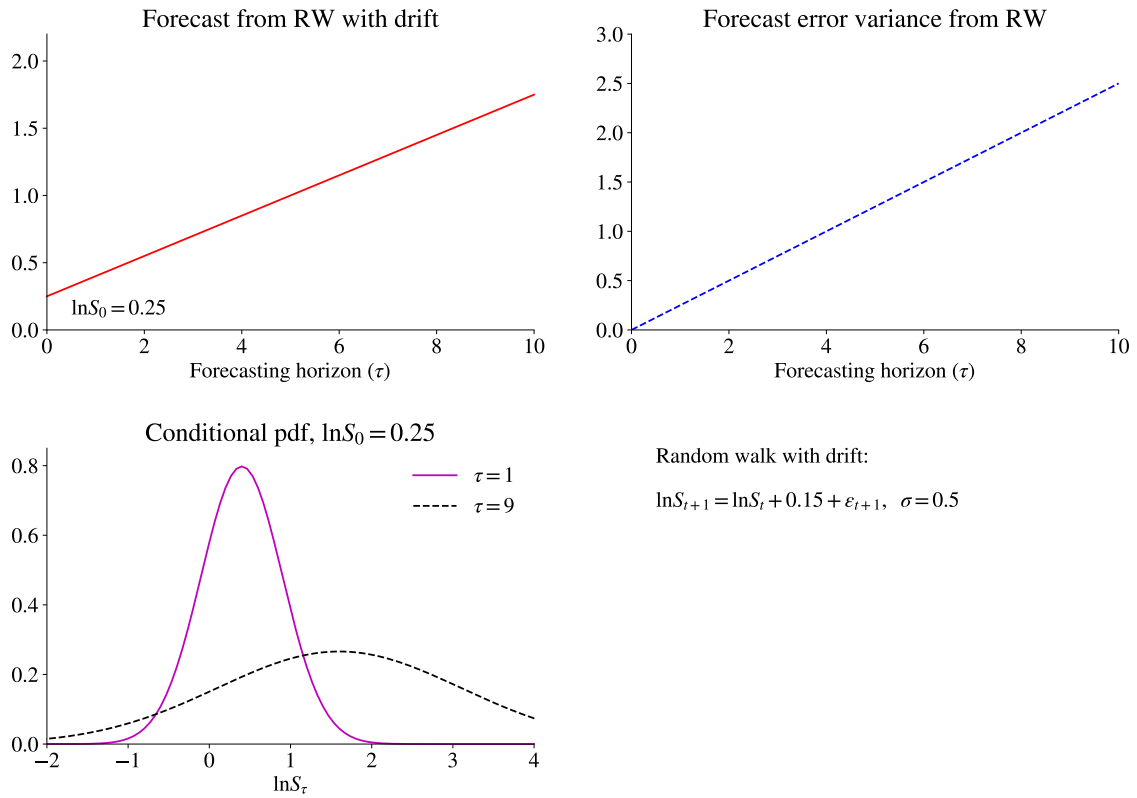 Forecast from RW with drift
2.0
1.5
1.0
0.5
0.0
lnS₀ = 0.25
0 2 4 6 8 10
Forecasting horizon (τ)
Forecast error variance from RW
3.0
2.5
2.0
1.5
1.0
0.5
0.0
0 2 4 6 8 10
Forecasting horizon (τ)
Conditional pdf, lnS₀ = 0.25
0.8
0.6
0.4
0.2
0.0
τ = 1
τ = 9
−2 −1 0 1 2 3 4
lnS_τ
Random walk with drift:
lnSₜ₊₁ = lnSₜ + 0.15 + εₜ₊₁, σ = 0.5